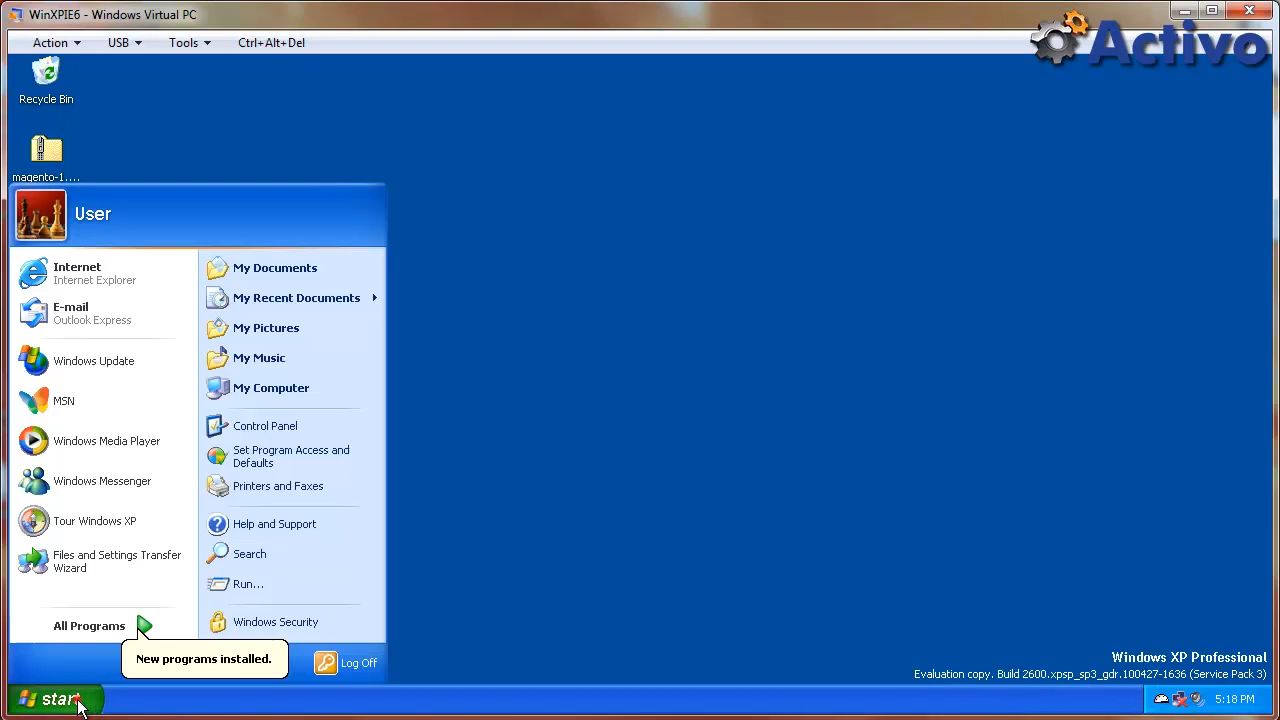 WinXPIE6 - Windows Virtual PC
Action USB Tools Ctrl+Alt+Del
Activo
Recycle Bin
magento-1....
User
Internet
Internet Explorer
E-mail
Outlook Express
Windows Update
MSN
Windows Media Player
Windows Messenger
Tour Windows XP
Files and Settings Transfer
Wizard
All Programs
My Documents
My Recent Documents
My Pictures
My Music
My Computer
Control Panel
Set Program Access and
Defaults
Printers and Faxes
Help and Support
Search
Run...
Windows Security
New programs installed.
Log Off
Windows XP Professional
Evaluation copy. Build 2600.xpsp_sp3_gdr.100427-1636 (Service Pack 3)
start
5:18 PM